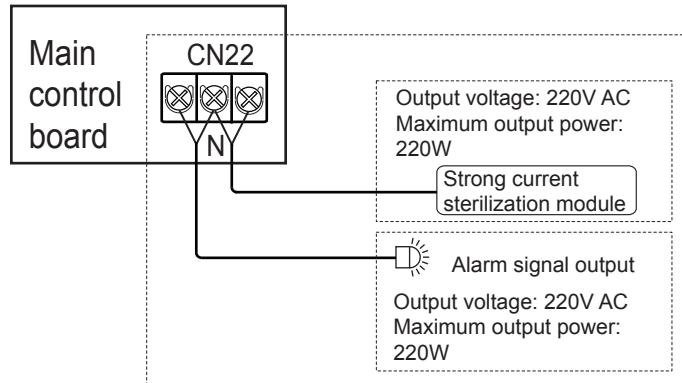 Main
control
board
CN22
N
Output voltage: 220V AC
Maximum output power:
220W
Strong current
sterilization module
Alarm signal output
Output voltage: 220V AC
Maximum output power:
220W